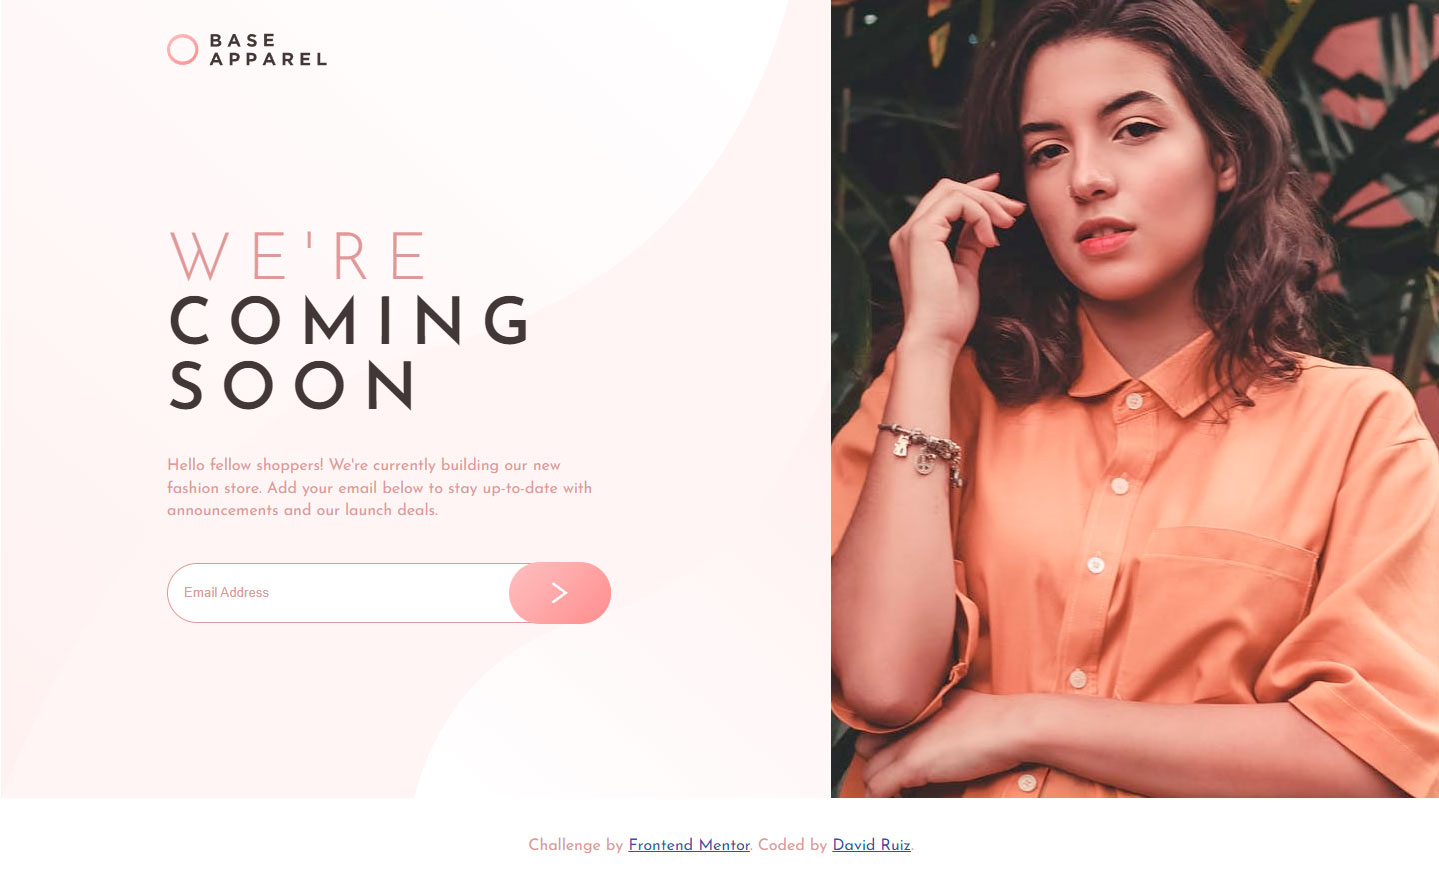 BASE
APPAREL
WE'RE
COMING
SOON
Hello fellow shoppers! We're currently building our new
fashion store. Add your email below to stay up-to-date with
announcements and our launch deals.
Email Address
Challenge by Frontend Mentor. Coded by David Ruiz.